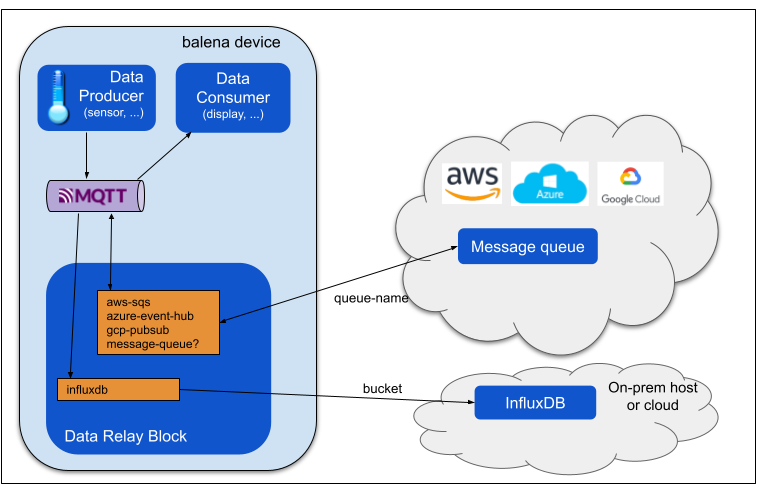 balena device
Data
Producer
(sensor, ...)
Data
Consumer
(display, ...)
MQTT
aws
Azure
Google Cloud
Message queue
aws-sqs
azure-event-hub
gcp-pubsub
message-queue?
queue-name
influxdb
bucket
InfluxDB
On-prem host
or cloud
Data Relay Block